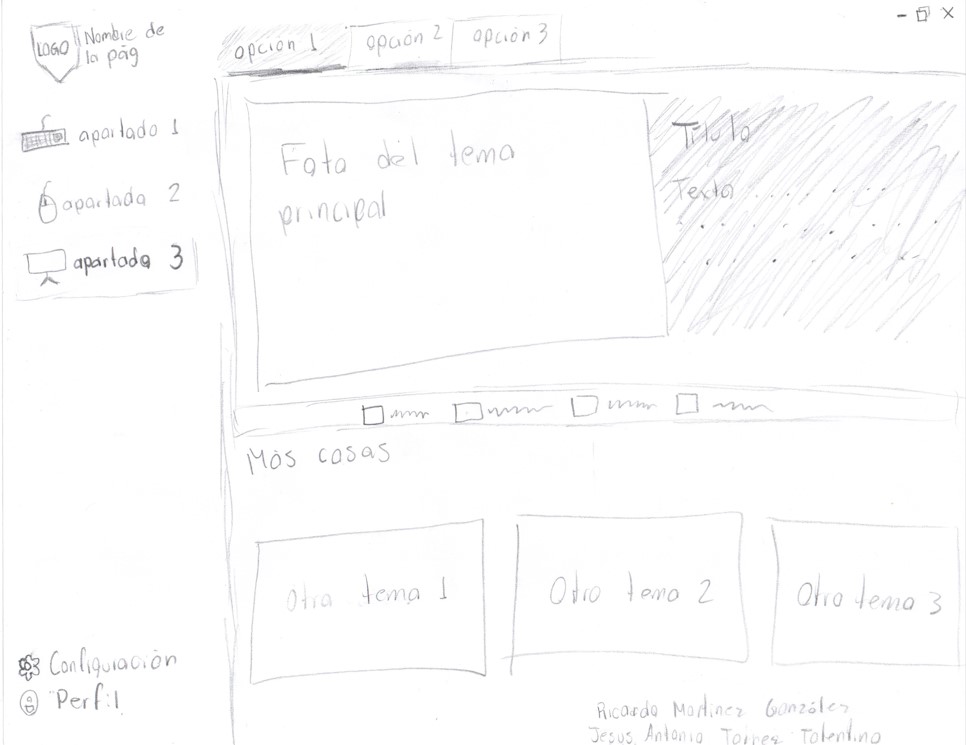 LOGO Nombre de
la pág
opción 1
opción 2
opción 3
apartado 1
apartada 2
apartado 3
Foto del tema
principal
Título
Texto . . . . . . . .
Más cosas
Otro tema 1
Otro tema 2
Otro tema 3
Configuración
Perfil
Ricardo Martinez González
Jesus Antonio Torres Tolentino